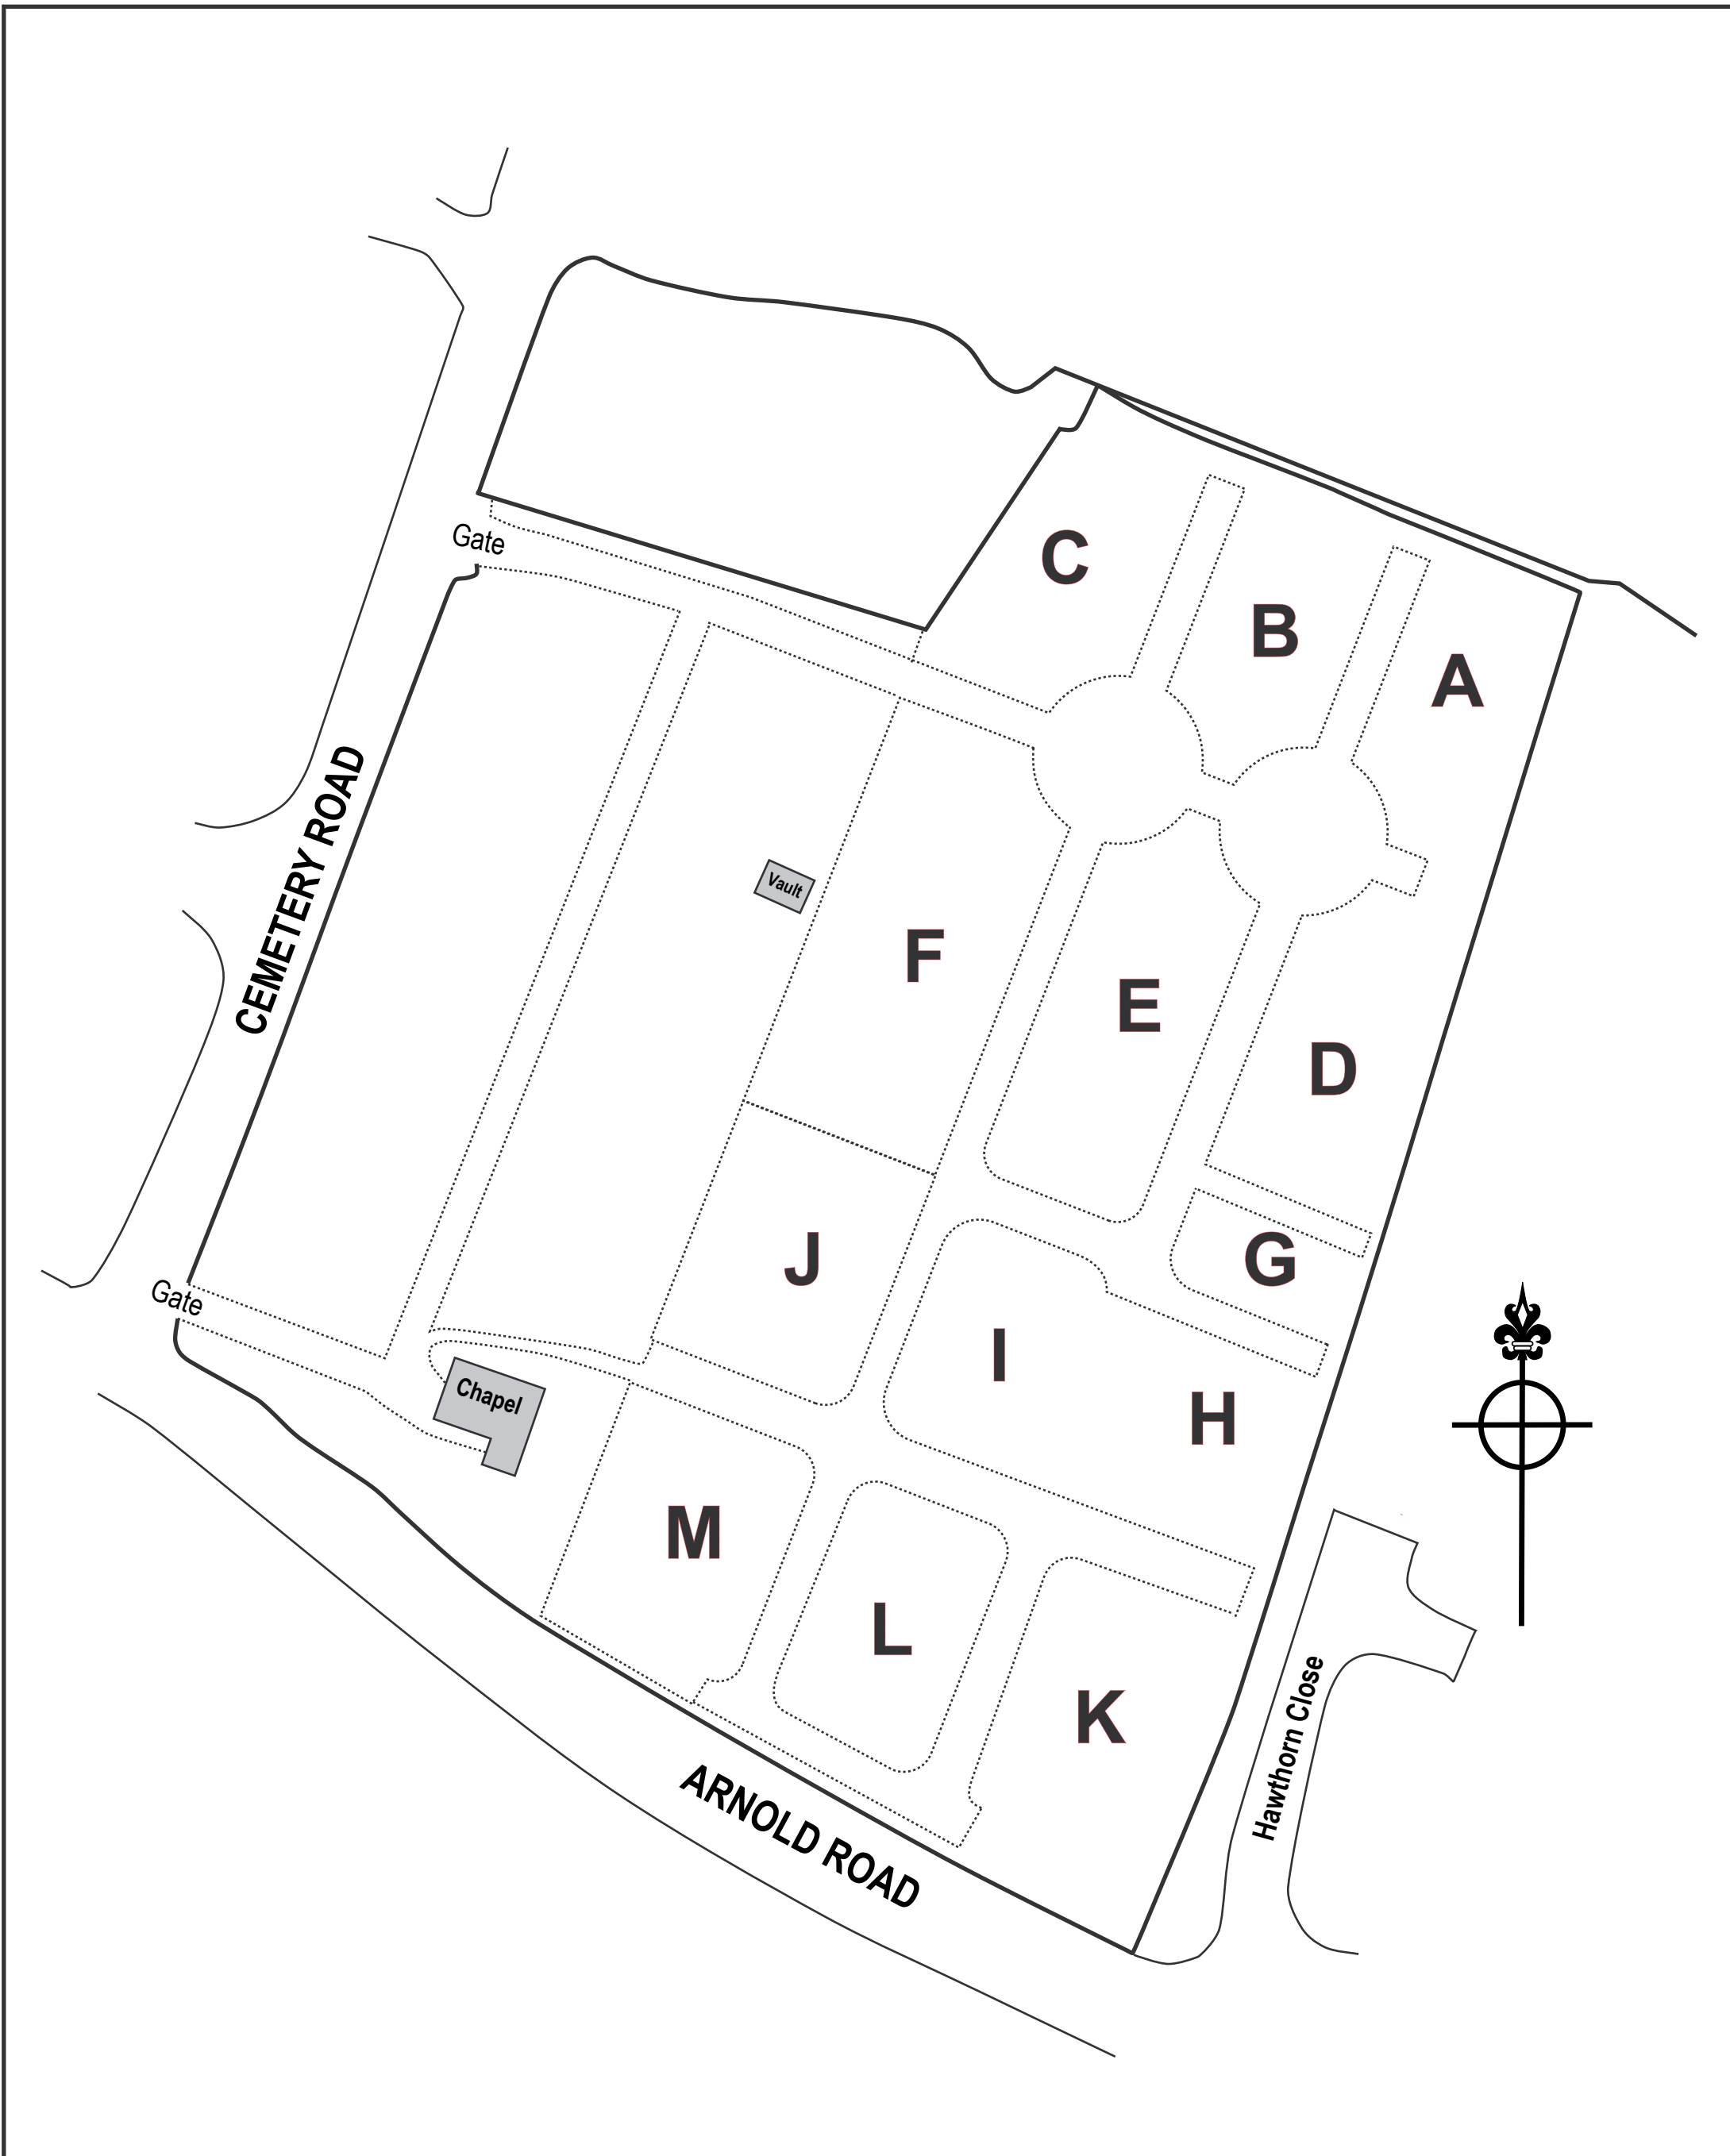 Gate
C
B
A
CEMETERY ROAD
Vault
F
E
D
J
G
Gate
I
Chapel
H
M
L
K
Hawthorn Close
ARNOLD ROAD